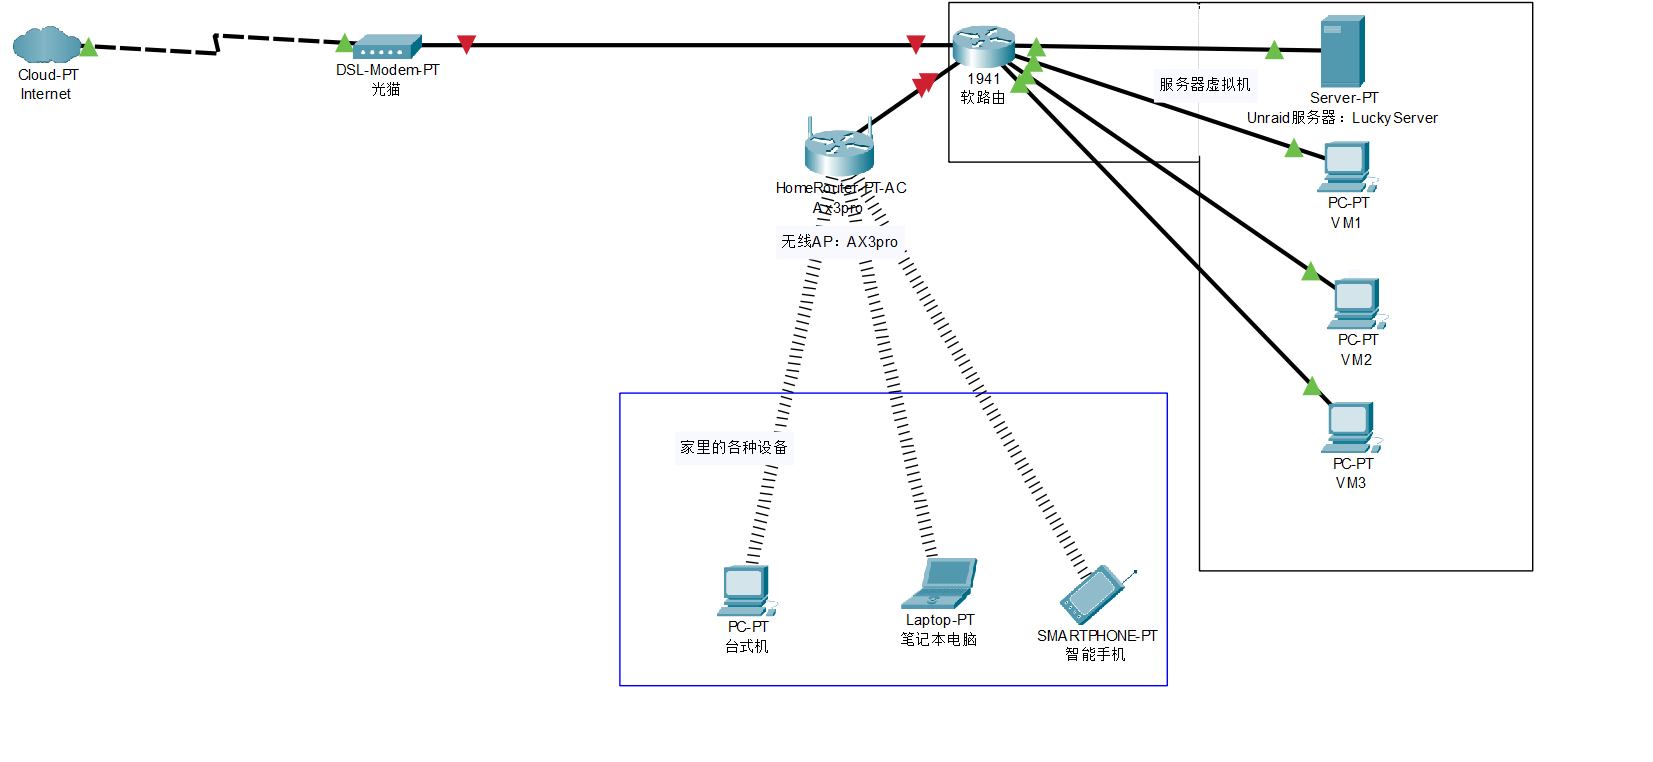 Cloud-PT
Internet
DSL-Modem-PT
光猫
1941
软路由
服务器虚拟机
Server-PT
Unraid服务器：LuckyServer
PC-PT
VM1
HomeRouter-PT-AC
Ax3pro
无线AP：AX3pro
PC-PT
VM2
PC-PT
VM3
家里的各种设备
PC-PT
台式机
Laptop-PT
笔记本电脑
SMARTPHONE-PT
智能手机